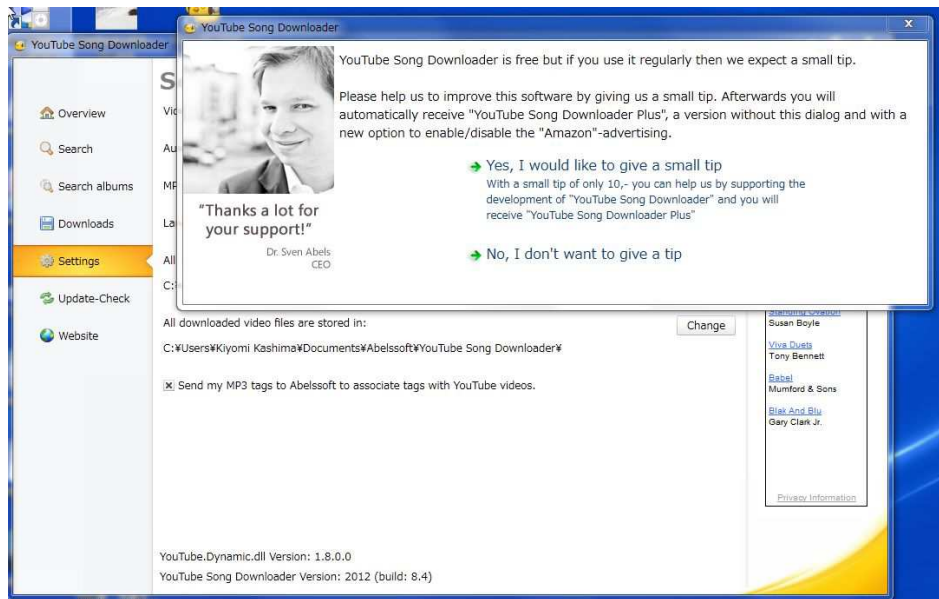 YouTube Song Downloader
YouTube Song Downloader
YouTube Song Downloader is free but if you use it regularly then we expect a small tip.
Please help us to improve this software by giving us a small tip. Afterwards you will
automatically receive "YouTube Song Downloader Plus", a version without this dialog and with a
new option to enable/disable the "Amazon"-advertising.
Yes, I would like to give a small tip
With a small tip of only 10,- you can help us by supporting the
development of "YouTube Song Downloader" and you will
receive "YouTube Song Downloader Plus"
No, I don't want to give a tip
"Thanks a lot for
your support!"
Dr. Sven Abels
CEO
Overview
Search
Search albums
Downloads
Settings
Update-Check
Website
All
C:¥
All downloaded video files are stored in:
Change
C:¥Users¥Kiyomi Kashima¥Documents¥Abelssoft¥YouTube Song Downloader¥
Send my MP3 tags to Abelssoft to associate tags with YouTube videos.
Standing Ovation
Susan Boyle
Viva Duets
Tony Bennett
Babel
Mumford & Sons
Blak And Blu
Gary Clark Jr.
Privacy Information
YouTube.Dynamic.dll Version: 1.8.0.0
YouTube Song Downloader Version: 2012 (build: 8.4)